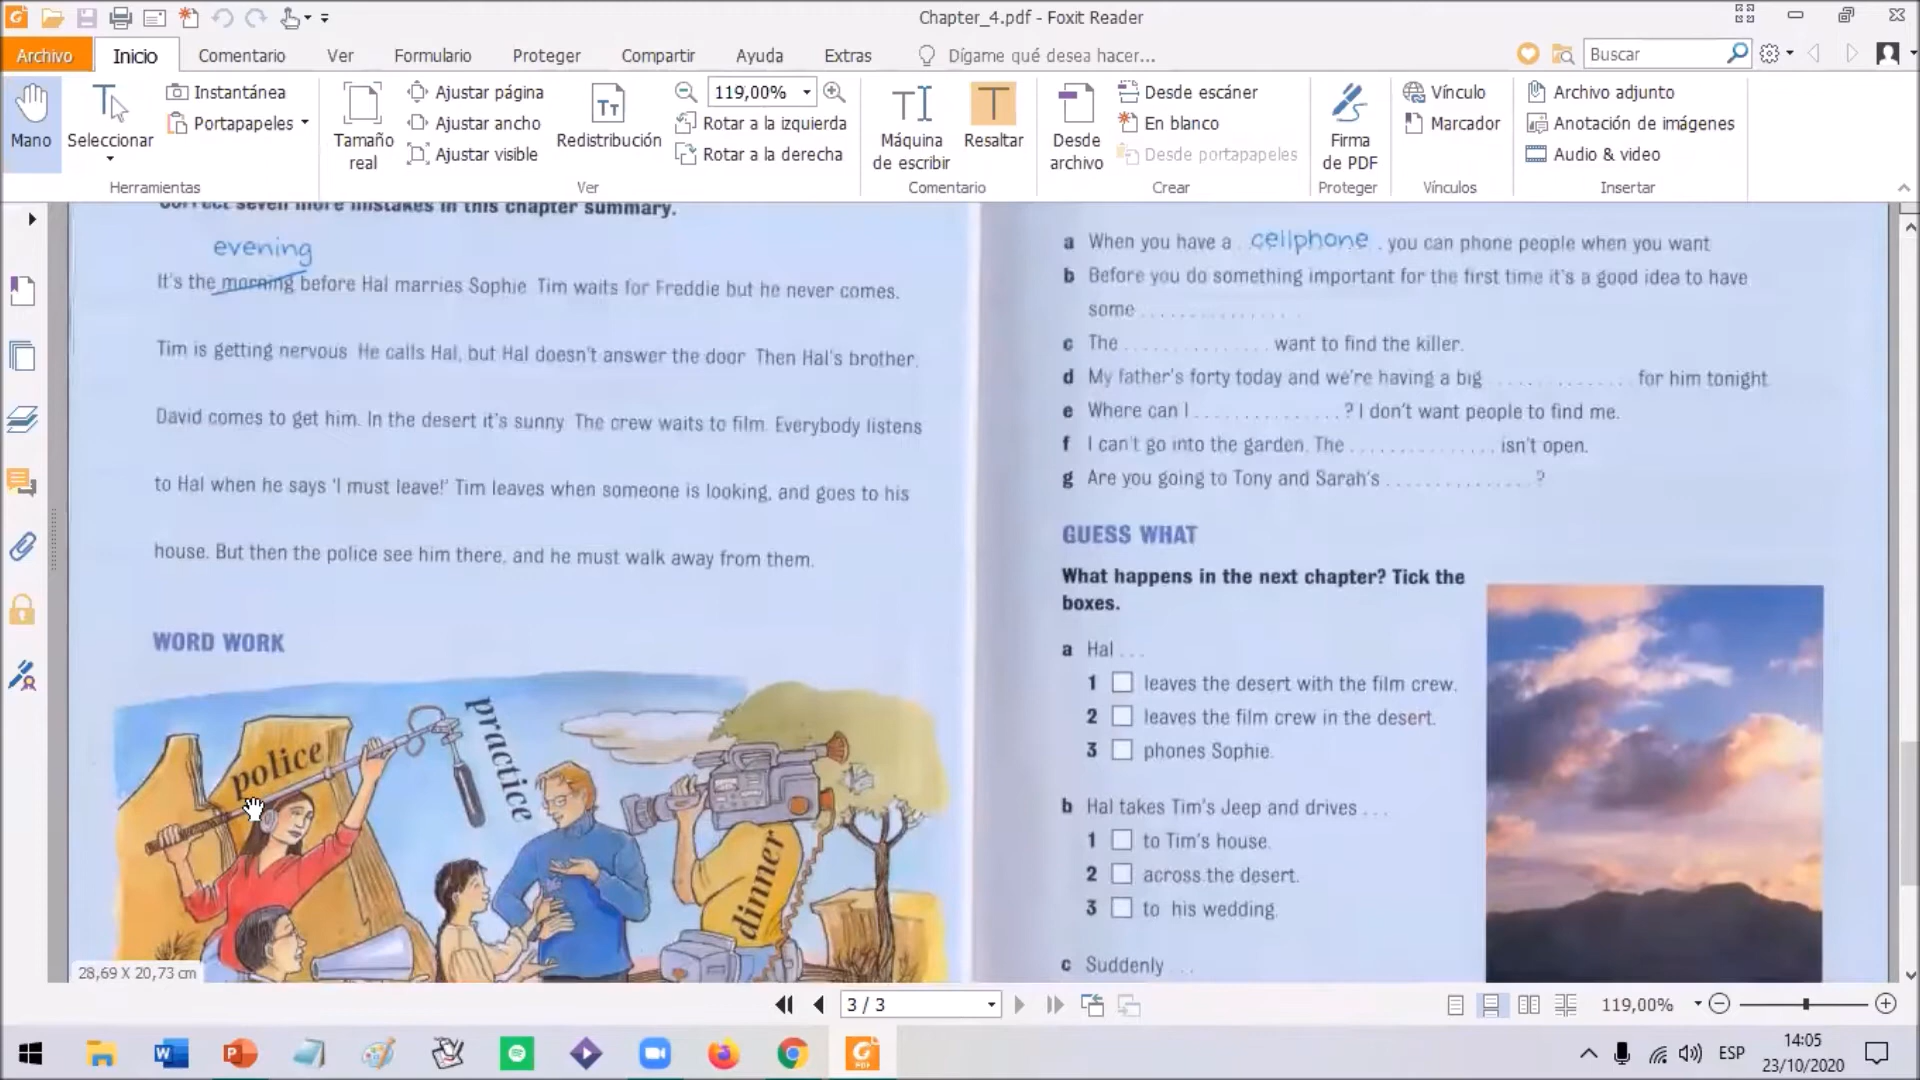 Chapter_4.pdf - Foxit Reader
Archivo
Inicio
Comentario
Ver
Formulario
Proteger
Compartir
Ayuda
Extras
Dígame qué desea hacer...
Buscar
Mano
Seleccionar
Instantánea
Portapapeles
Herramientas
Tamaño real
Ajustar página
Ajustar ancho
Ajustar visible
Redistribución
119,00%
Rotar a la izquierda
Rotar a la derecha
Ver
Máquina de escribir
Resaltar
Comentario
Desde archivo
Desde escáner
En blanco
Desde portapapeles
Crear
Firma de PDF
Proteger
Vínculo
Marcador
Vínculos
Archivo adjunto
Anotación de imágenes
Audio & video
Insertar
Correct seven more mistakes in this chapter summary.
evening
It's the morning before Hal marries Sophie Tim waits for Freddie but he never comes.
Tim is getting nervous He calls Hal, but Hal doesn't answer the door Then Hal's brother,
David comes to get him. In the desert it's sunny The crew waits to film. Everybody listens
to Hal when he says 'I must leave!' Tim leaves when someone is looking, and goes to his
house. But then the police see him there, and he must walk away from them.
WORD WORK
police
practice
dinner
28,69 X 20,73 cm
a When you have a cellphone , you can phone people when you want
b Before you do something important for the first time it's a good idea to have
some ................
c The ................ want to find the killer.
d My father's forty today and we're having a big ................ for him tonight
e Where can I ................ ? I don't want people to find me.
f I can't go into the garden. The ................ isn't open.
g Are you going to Tony and Sarah's ................ ?
GUESS WHAT
What happens in the next chapter? Tick the
boxes.
a Hal ...
1 leaves the desert with the film crew.
2 leaves the film crew in the desert.
3 phones Sophie.
b Hal takes Tim's Jeep and drives ...
1 to Tim's house.
2 across the desert.
3 to his wedding.
c Suddenly ...
3 / 3
119,00%
ESP
14:05
23/10/2020